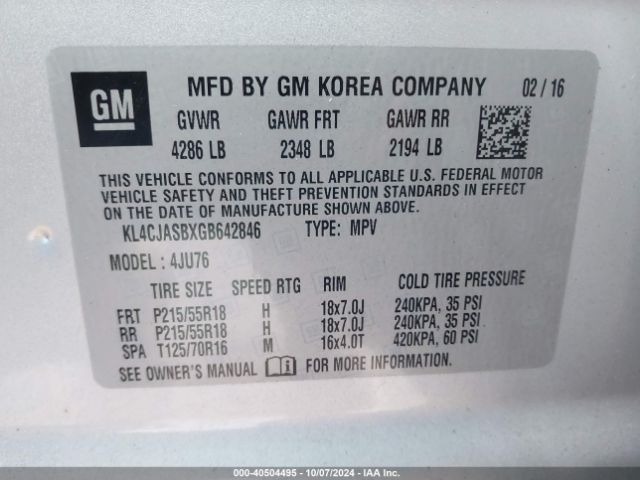 GM
MFD BY GM KOREA COMPANY 02 / 16
GVWR GAWR FRT GAWR RR
4286 LB 2348 LB 2194 LB
THIS VEHICLE CONFORMS TO ALL APPLICABLE U.S. FEDERAL MOTOR
VEHICLE SAFETY AND THEFT PREVENTION STANDARDS IN EFFECT
ON THE DATE OF MANUFACTURE SHOWN ABOVE.
KL4CJASBXGB642846 TYPE: MPV
MODEL : 4JU76
TIRE SIZE SPEED RTG RIM COLD TIRE PRESSURE
FRT P215/55R18 H 18x7.0J 240KPA, 35 PSI
RR P215/55R18 H 18x7.0J 240KPA, 35 PSI
SPA T125/70R16 M 16x4.0T 420KPA, 60 PSI
SEE OWNER'S MANUAL i FOR MORE INFORMATION.
000-40504495 - 10/07/2024 - IAA Inc.